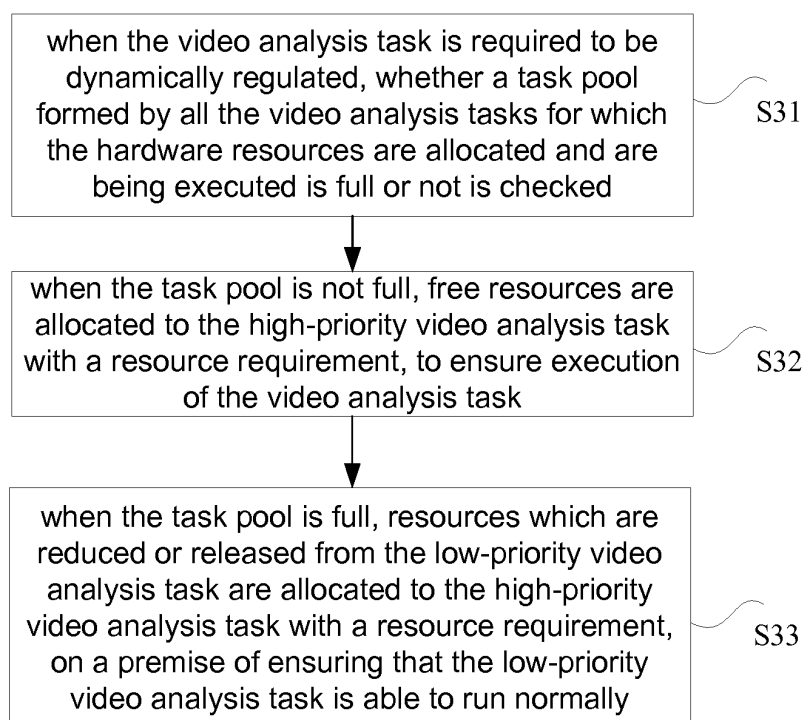 when the video analysis task is required to be
dynamically regulated, whether a task pool
formed by all the video analysis tasks for which
the hardware resources are allocated and are
being executed is full or not is checked
S31
when the task pool is not full, free resources are
allocated to the high-priority video analysis task
with a resource requirement, to ensure execution
of the video analysis task
S32
when the task pool is full, resources which are
reduced or released from the low-priority video
analysis task are allocated to the high-priority
video analysis task with a resource requirement,
on a premise of ensuring that the low-priority
video analysis task is able to run normally
S33